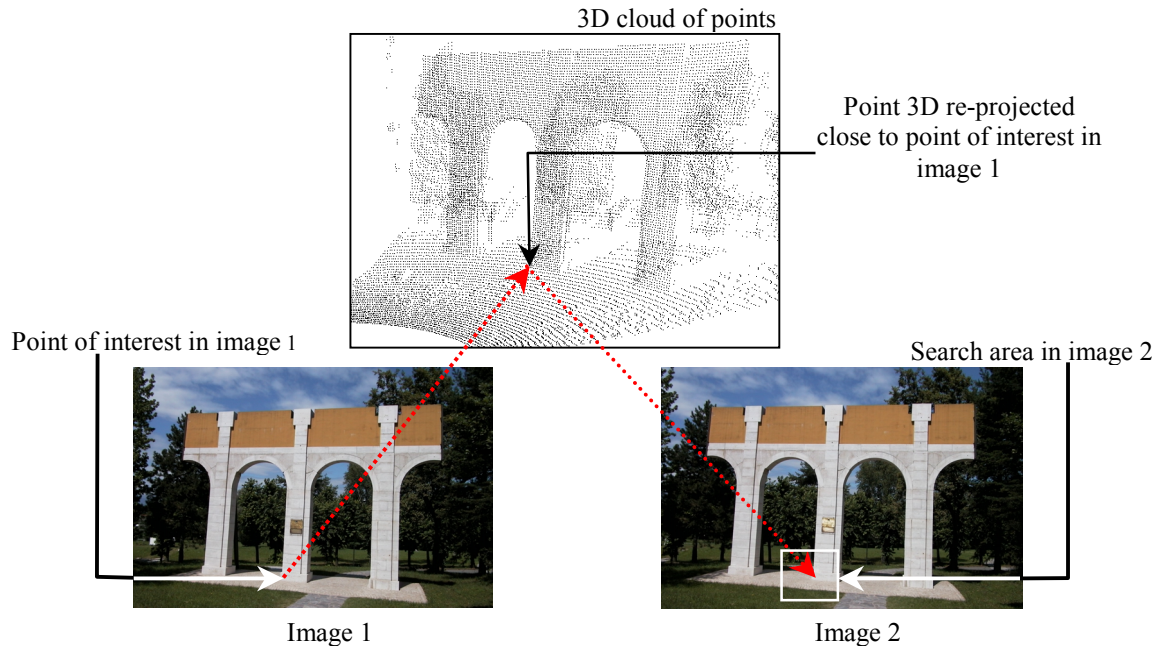 3D cloud of points
Point 3D re-projected
close to point of interest in
image 1
Point of interest in image 1
Search area in image 2
Image 1
Image 2